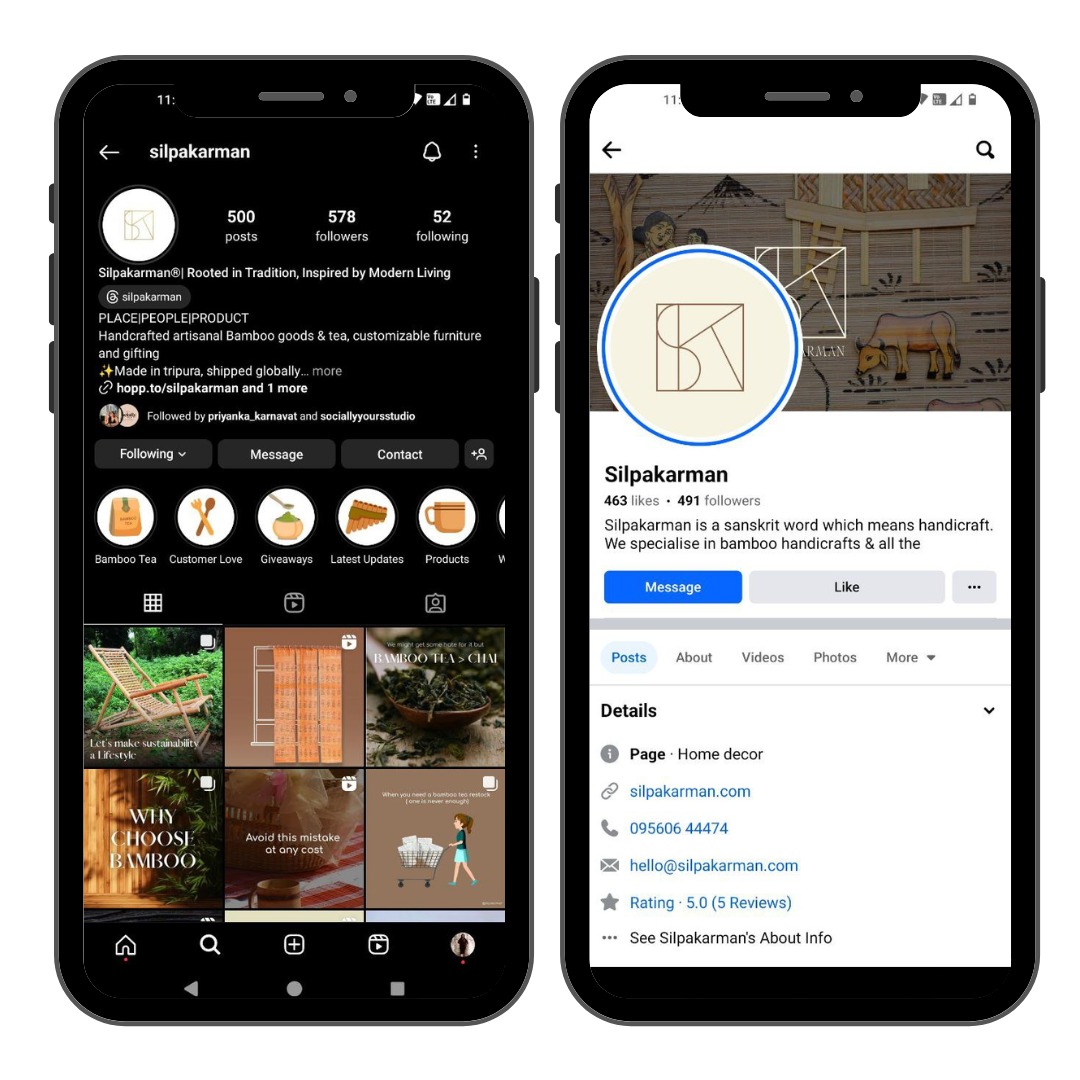 11:
silpakarman
500
578
52
posts
followers
following
Silpakarman®| Rooted in Tradition, Inspired by Modern Living
silpakarman
PLACE|PEOPLE|PRODUCT
Handcrafted artisanal Bamboo goods & tea, customizable furniture
and gifting
✨Made in tripura, shipped globally... more
hopp.to/silpakarman and 1 more
Followed by priyanka_karnavat and sociallyoursstudio
Following
Message
Contact
BAMBOO TEA
Bamboo Tea
Customer Love
Giveaways
Latest Updates
Products
W
Let's make sustainability
a Lifestyle
We might get some hate for it but
BAMBOO TEA > CHAI
WHY
CHOOSE
BAMBOO
Avoid this mistake
at any cost
When you need a bamboo tea restock
(one is never enough)
11:
ARMAN
Silpakarman
463 likes • 491 followers
Silpakarman is a sanskrit word which means handicraft.
We specialise in bamboo handicrafts & all the
Message
Like
Posts
About
Videos
Photos
More
Details
Page · Home decor
silpakarman.com
095606 44474
hello@silpakarman.com
Rating · 5.0 (5 Reviews)
See Silpakarman's About Info